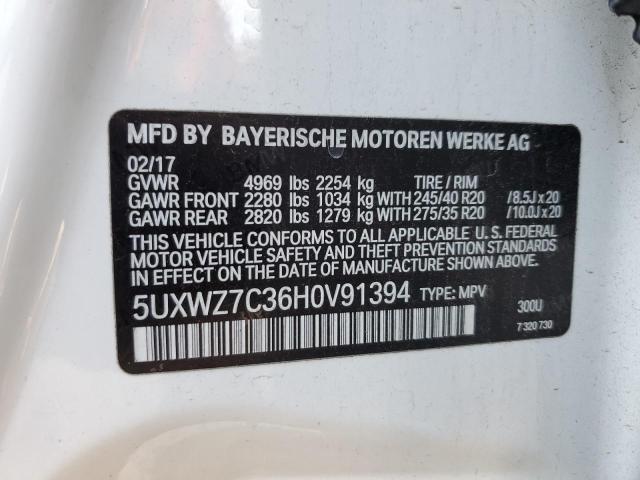 MFD BY BAYERISCHE MOTOREN WERKE AG
02/17
GVWR 4969 lbs 2254 kg TIRE / RIM
GAWR FRONT 2280 lbs 1034 kg WITH 245/40 R20 /8.5J x 20
GAWR REAR 2820 lbs 1279 kg WITH 275/35 R20 /10.0J x 20
THIS VEHICLE CONFORMS TO ALL APPLICABLE U. S. FEDERAL
MOTOR VEHICLE SAFETY AND THEFT PREVENTION STANDARDS
IN EFFECT ON THE DATE OF MANUFACTURE SHOWN ABOVE.
5UXWZ7C36H0V91394 TYPE: MPV 300U
7 320 730